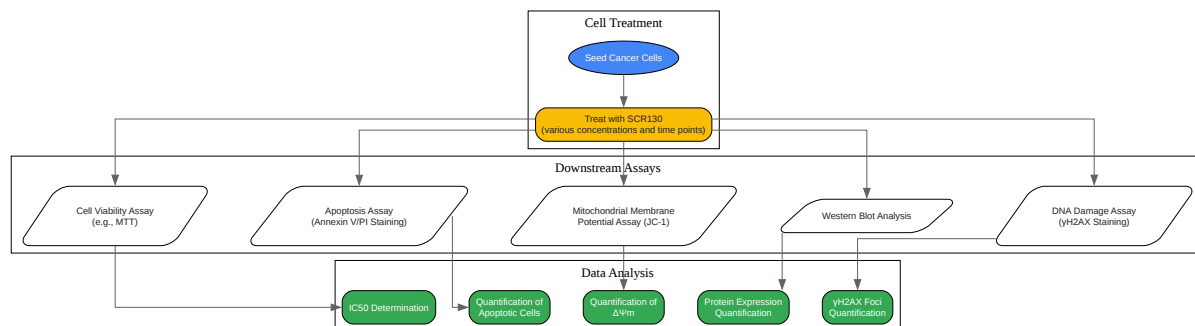 Cell Treatment
Seed Cancer Cells
Treat with SCR130
(various concentrations and time points)
Downstream Assays
Cell Viability Assay
(e.g., MTT)
Apoptosis Assay
(Annexin V/PI Staining)
Mitochondrial Membrane
Potential Assay (JC-1)
Western Blot Analysis
DNA Damage Assay
(γH2AX Staining)
Data Analysis
IC50 Determination
Quantification of
Apoptotic Cells
Quantification of
ΔΨm
Protein Expression
Quantification
γH2AX Foci
Quantification